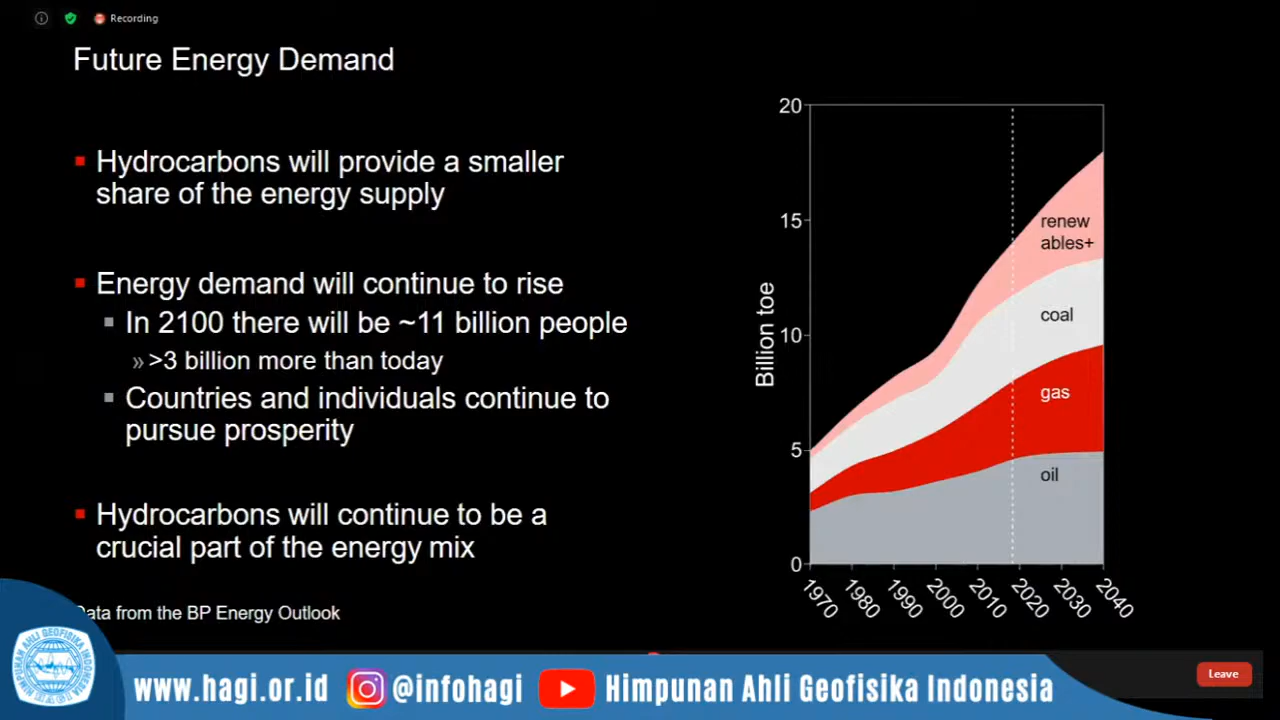 Recording
Future Energy Demand
Hydrocarbons will provide a smaller
share of the energy supply
Energy demand will continue to rise
In 2100 there will be ~11 billion people
» >3 billion more than today
Countries and individuals continue to
pursue prosperity
Hydrocarbons will continue to be a
crucial part of the energy mix
Data from the BP Energy Outlook
20
15
10
5
0
Billion toe
renew
ables+
coal
gas
oil
1970
1980
1990
2000
2010
2020
2030
2040
HIMPUNAN AHLI GEOFISIKA INDONESIA
www.hagi.or.id
@infohagi
Himpunan Ahli Geofisika Indonesia
Leave